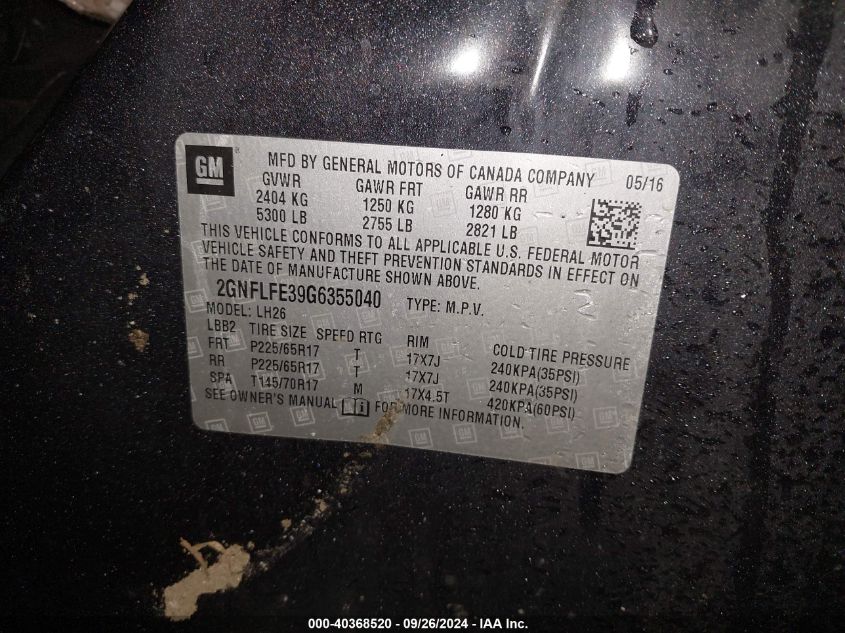 GM MFD BY GENERAL MOTORS OF CANADA COMPANY 05/16
GVWR GAWR FRT GAWR RR
2404 KG 1250 KG 1280 KG
5300 LB 2755 LB 2821 LB
THIS VEHICLE CONFORMS TO ALL APPLICABLE U.S. FEDERAL MOTOR
VEHICLE SAFETY AND THEFT PREVENTION STANDARDS IN EFFECT ON
THE DATE OF MANUFACTURE SHOWN ABOVE.
2GNFLFE39G6355040 TYPE: M.P.V.
MODEL: LH26
LBB2 TIRE SIZE SPEED RTG RIM COLD TIRE PRESSURE
FRT P225/65R17 T 17X7J 240KPA(35PSI)
RR P225/65R17 T 17X7J 240KPA(35PSI)
SPA T145/70R17 M 17X4.5T 420KPA(60PSI)
SEE OWNER'S MANUAL FOR MORE INFORMATION.
000-40368520 - 09/26/2024 - IAA Inc.